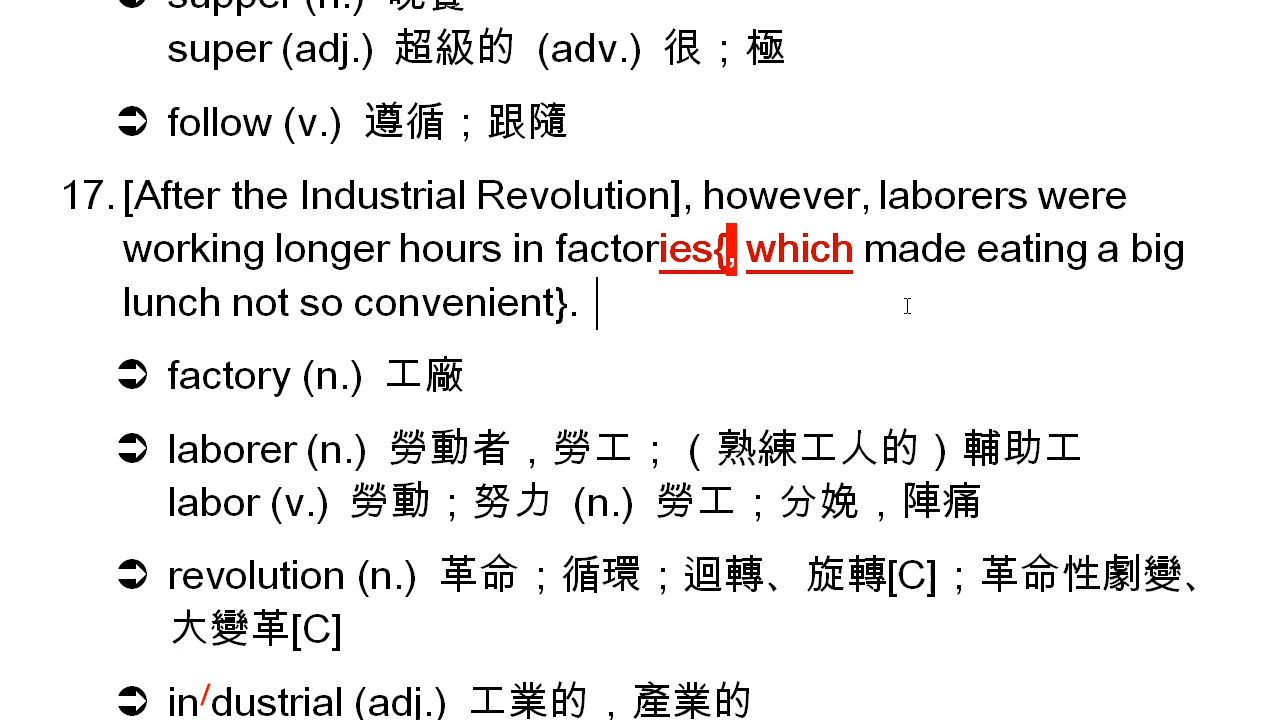 supper (n.) 晚餐
super (adj.) 超級的 (adv.) 很；極
➲ follow (v.) 遵循；跟隨
17. [After the Industrial Revolution], however, laborers were
working longer hours in factories{, which made eating a big
lunch not so convenient}.
➲ factory (n.) 工廠
➲ laborer (n.) 勞動者，勞工；（熟練工人的）輔助工
labor (v.) 勞動；努力 (n.) 勞工；分娩，陣痛
➲ revolution (n.) 革命；循環；迴轉、旋轉[C]；革命性劇變、
大變革[C]
➲ in/dustrial (adj.) 工業的，產業的